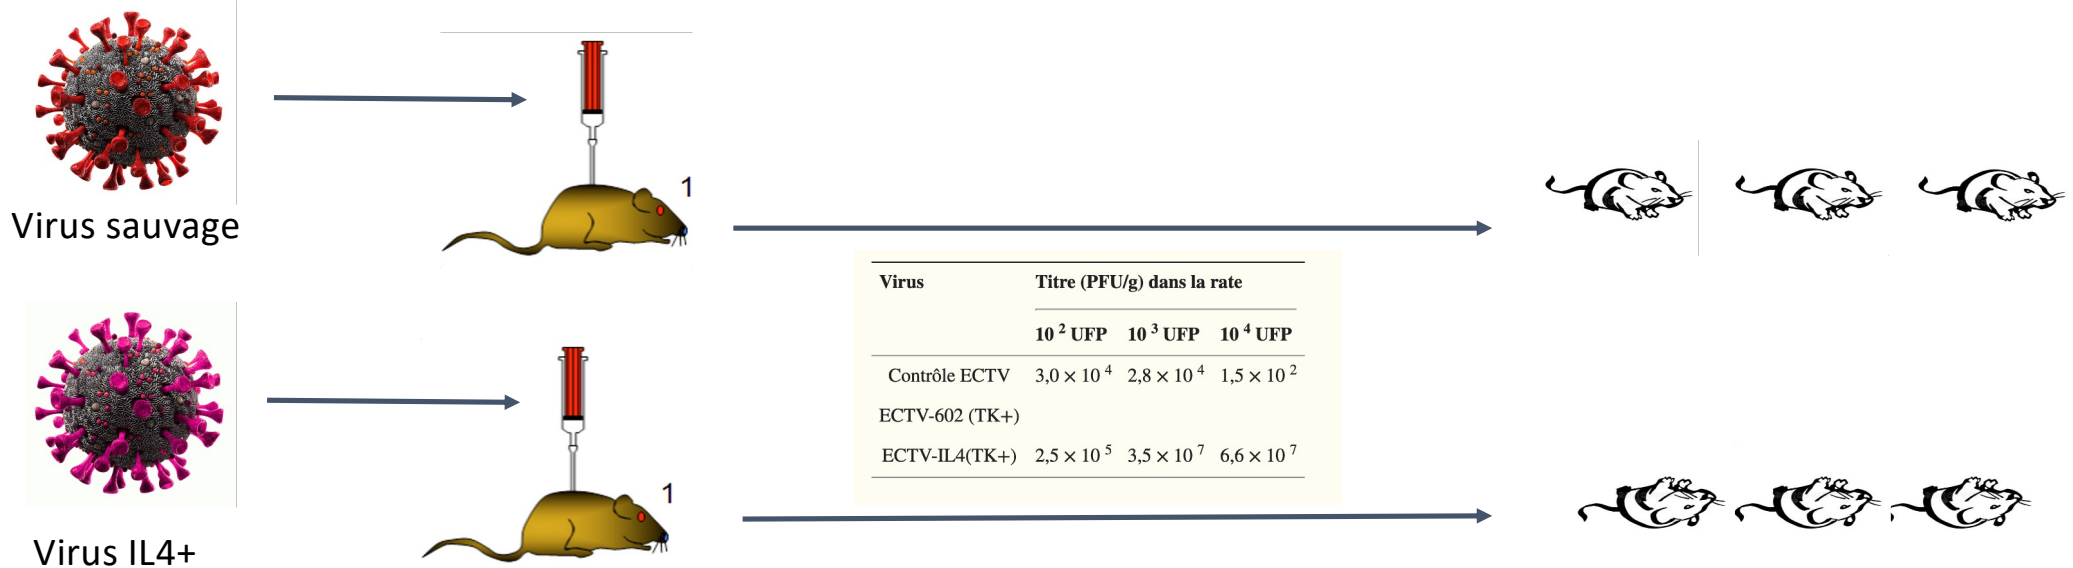 Virus sauvage
1
Virus Titre (PFU/g) dans la rate
10 2 UFP 10 3 UFP 10 4 UFP
Contrôle ECTV 3,0 × 10 4 2,8 × 10 4 1,5 × 10 2
ECTV-602 (TK+)
ECTV-IL4(TK+) 2,5 × 10 5 3,5 × 10 7 6,6 × 10 7
1
Virus IL4+